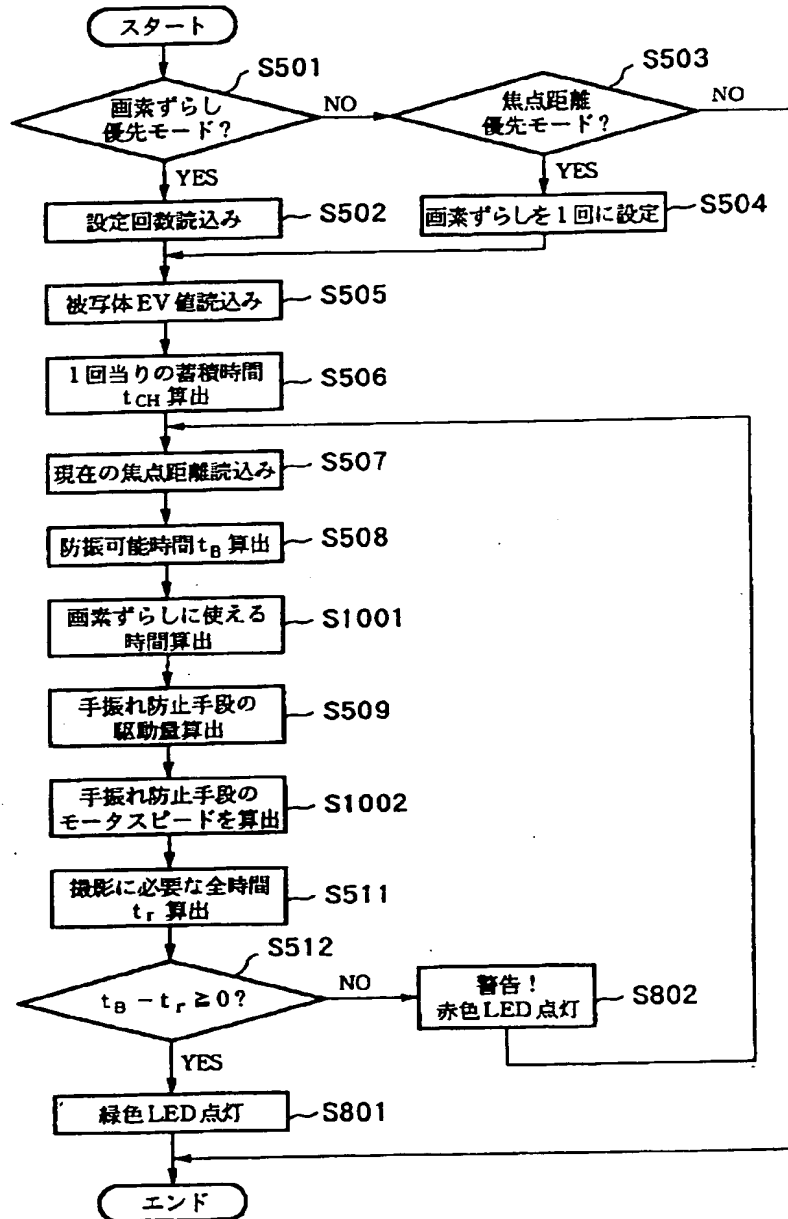 スタート
S501
画素ずらし
優先モード?
NO
YES
S503
焦点距離
優先モード?
NO
YES
設定回数読込み
S502
画素ずらしを1回に設定
S504
被写体EV値読込み
S505
1回当りの蓄積時間
tCH 算出
S506
現在の焦点距離読込み
S507
防振可能時間tB 算出
S508
画素ずらしに使える
時間算出
S1001
手振れ防止手段の
駆動量算出
S509
手振れ防止手段の
モータスピードを算出
S1002
撮影に必要な全時間
tr 算出
S511
S512
tB − tr ≧ 0?
NO
YES
警告!
赤色LED点灯
S802
緑色LED点灯
S801
エンド